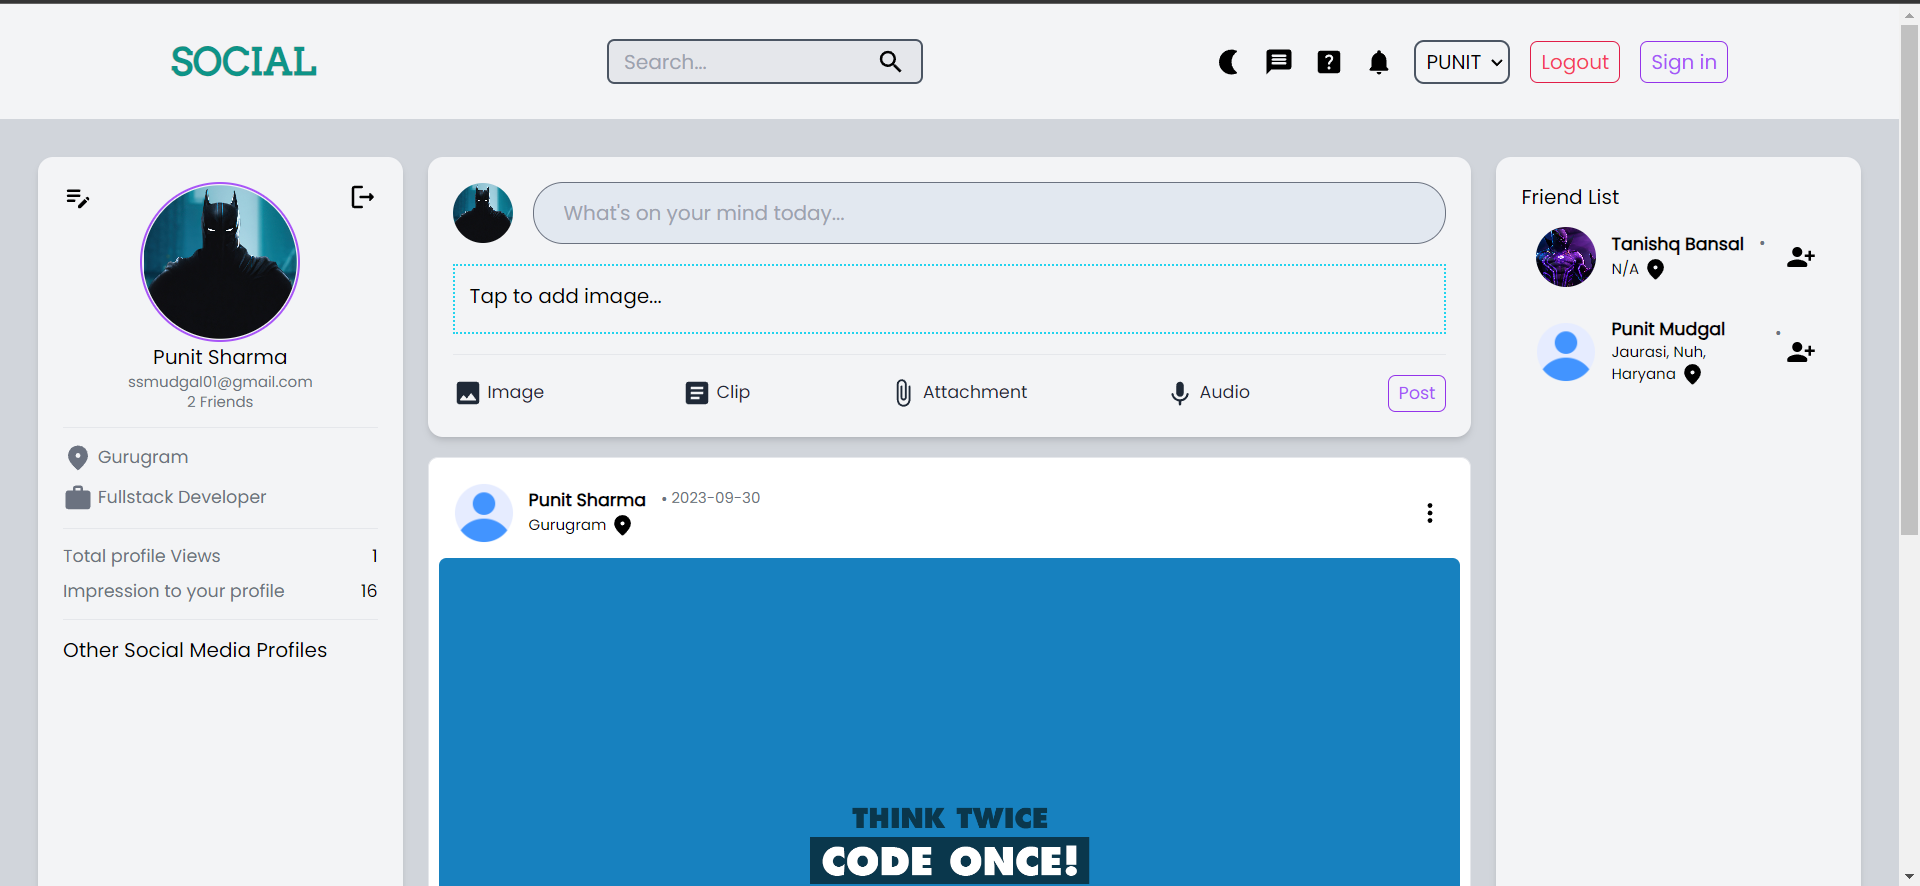 SOCIAL
Search...
?
PUNIT
Logout
Sign in
Punit Sharma
ssmudgal01@gmail.com
2 Friends
Gurugram
Fullstack Developer
Total profile Views 1
Impression to your profile 16
Other Social Media Profiles
What's on your mind today...
Tap to add image...
Image
Clip
Attachment
Audio
Post
Punit Sharma • 2023-09-30
Gurugram
THINK TWICE
CODE ONCE!
Friend List
Tanishq Bansal •
N/A
Punit Mudgal •
Jaurasi, Nuh,
Haryana